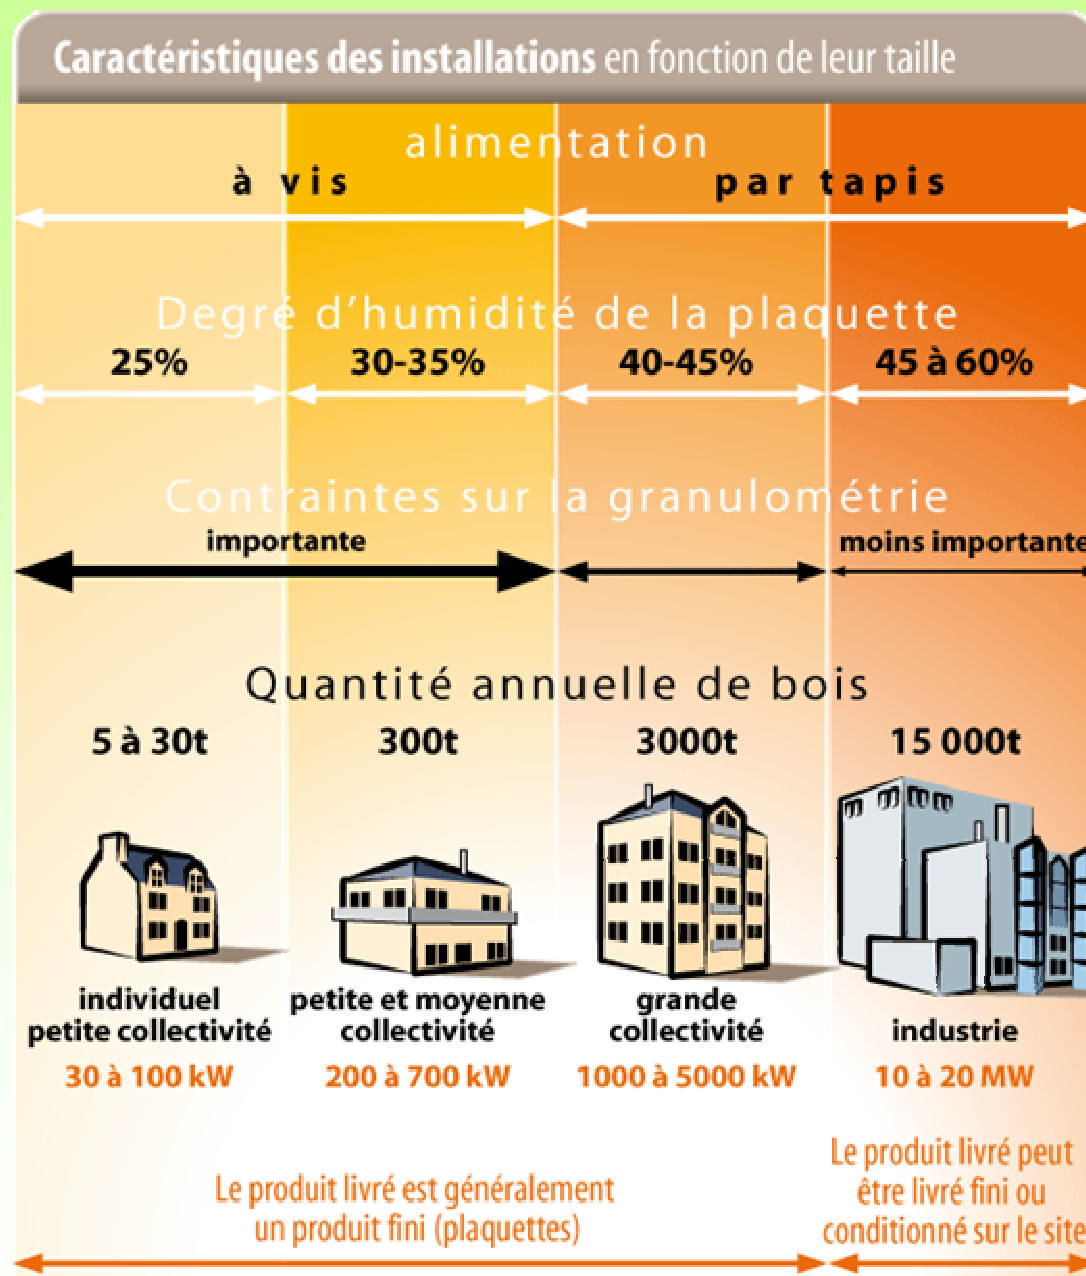 Caractéristiques des installations en fonction de leur taille
alimentation
à vis
par tapis
Degré d'humidité de la plaquette
25%
30-35%
40-45%
45 à 60%
Contraintes sur la granulométrie
importante
moins importante
Quantité annuelle de bois
5 à 30t
300t
3000t
15 000t
individuel
petite collectivité
30 à 100 kW
petite et moyenne
collectivité
200 à 700 kW
grande
collectivité
1000 à 5000 kW
industrie
10 à 20 MW
Le produit livré est généralement
un produit fini (plaquettes)
Le produit livré peut
être livré fini ou
conditionné sur le site